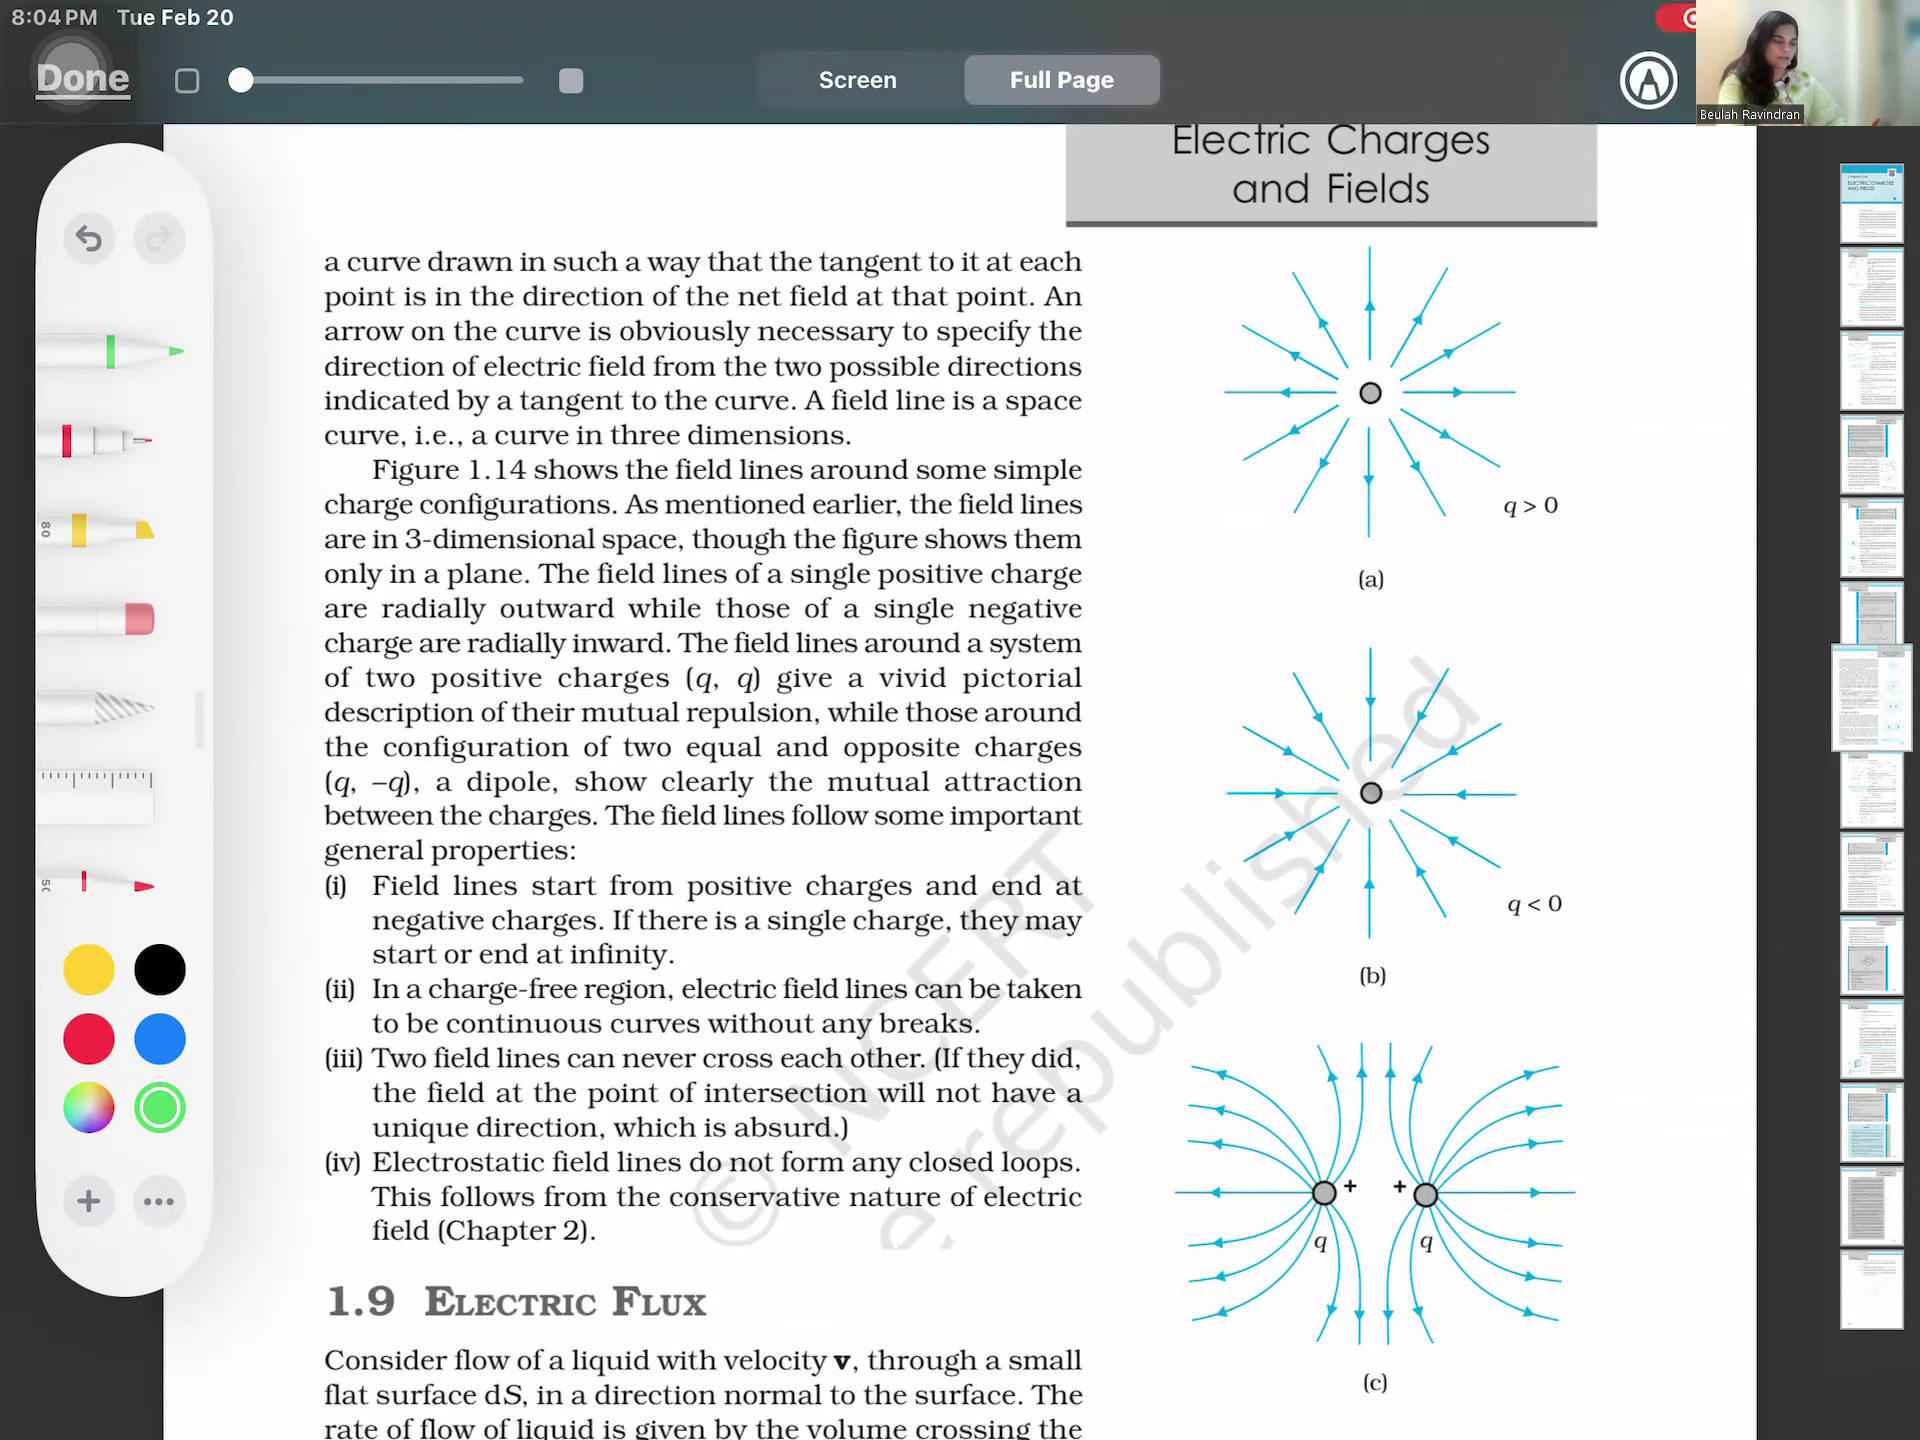 8:04 PM Tue Feb 20
Done
Screen
Full Page
Beulah Ravindran
Electric Charges
and Fields
a curve drawn in such a way that the tangent to it at each
point is in the direction of the net field at that point. An
arrow on the curve is obviously necessary to specify the
direction of electric field from the two possible directions
indicated by a tangent to the curve. A field line is a space
curve, i.e., a curve in three dimensions.
Figure 1.14 shows the field lines around some simple
charge configurations. As mentioned earlier, the field lines
are in 3-dimensional space, though the figure shows them
only in a plane. The field lines of a single positive charge
are radially outward while those of a single negative
charge are radially inward. The field lines around a system
of two positive charges (q, q) give a vivid pictorial
description of their mutual repulsion, while those around
the configuration of two equal and opposite charges
(q, −q), a dipole, show clearly the mutual attraction
between the charges. The field lines follow some important
general properties:
(i) Field lines start from positive charges and end at
negative charges. If there is a single charge, they may
start or end at infinity.
(ii) In a charge-free region, electric field lines can be taken
to be continuous curves without any breaks.
(iii) Two field lines can never cross each other. (If they did,
the field at the point of intersection will not have a
unique direction, which is absurd.)
(iv) Electrostatic field lines do not form any closed loops.
This follows from the conservative nature of electric
field (Chapter 2).
1.9 ELECTRIC FLUX
Consider flow of a liquid with velocity v, through a small
flat surface dS, in a direction normal to the surface. The
rate of flow of liquid is given by the volume crossing the
q > 0
(a)
q < 0
(b)
+ +
q q
(c)
© NCERT
e republished
80
ELECTRIC CHARGES
AND FIELDS